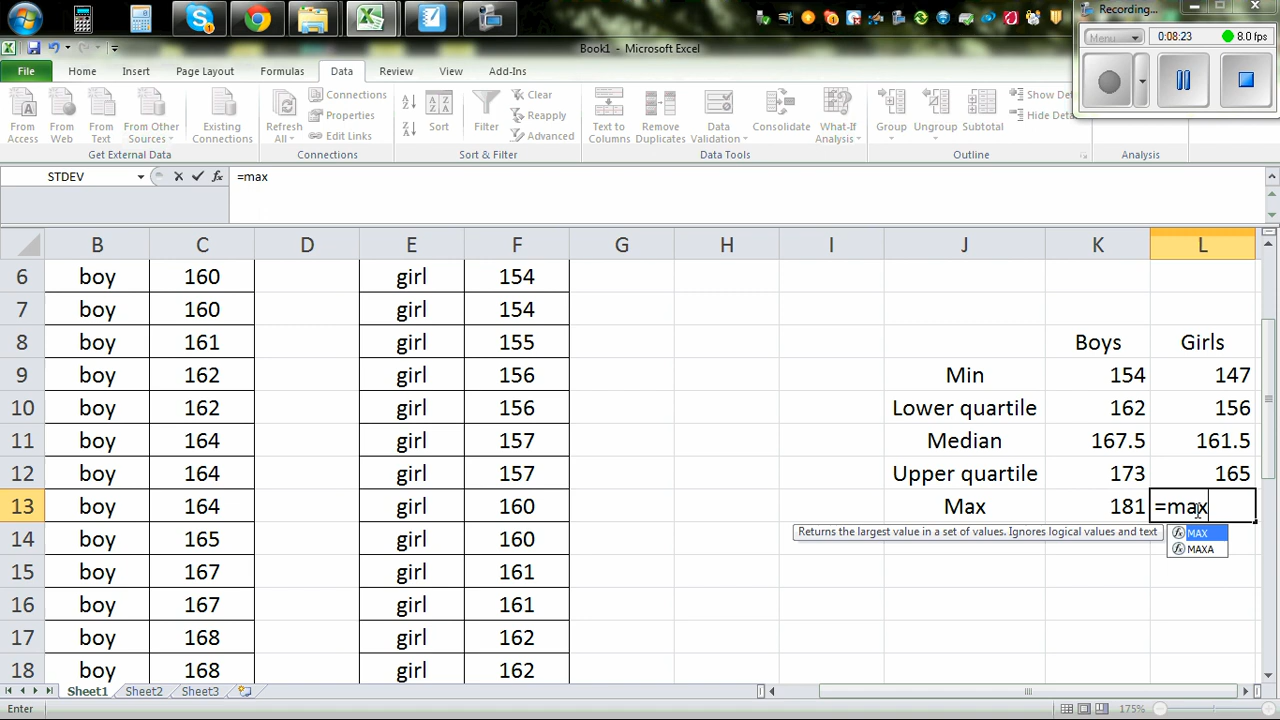 Recording...
Menu
0:08:23
8.0 fps
Book1 - Microsoft Excel
File
Home
Insert
Page Layout
Formulas
Data
Review
View
Add-Ins
From Access
From Web
From Text
From Other Sources
Existing Connections
Get External Data
Refresh All
Connections
Properties
Edit Links
Connections
Sort
Filter
Clear
Reapply
Advanced
Sort & Filter
Text to Columns
Remove Duplicates
Data Validation
Consolidate
What-If Analysis
Data Tools
Group
Ungroup
Subtotal
Show Det
Hide Deta
Outline
Analysis
STDEV
=max
B C D E F G H I J K L
6 boy 160 girl 154
7 boy 160 girl 154
8 boy 161 girl 155 Boys Girls
9 boy 162 girl 156 Min 154 147
10 boy 162 girl 156 Lower quartile 162 156
11 boy 164 girl 157 Median 167.5 161.5
12 boy 164 girl 157 Upper quartile 173 165
13 boy 164 girl 160 Max 181 =max
Returns the largest value in a set of values. Ignores logical values and text
MAX
MAXA
14 boy 165 girl 160
15 boy 167 girl 161
16 boy 167 girl 161
17 boy 168 girl 162
18 boy 168 girl 162
Sheet1 Sheet2 Sheet3
Enter
175%